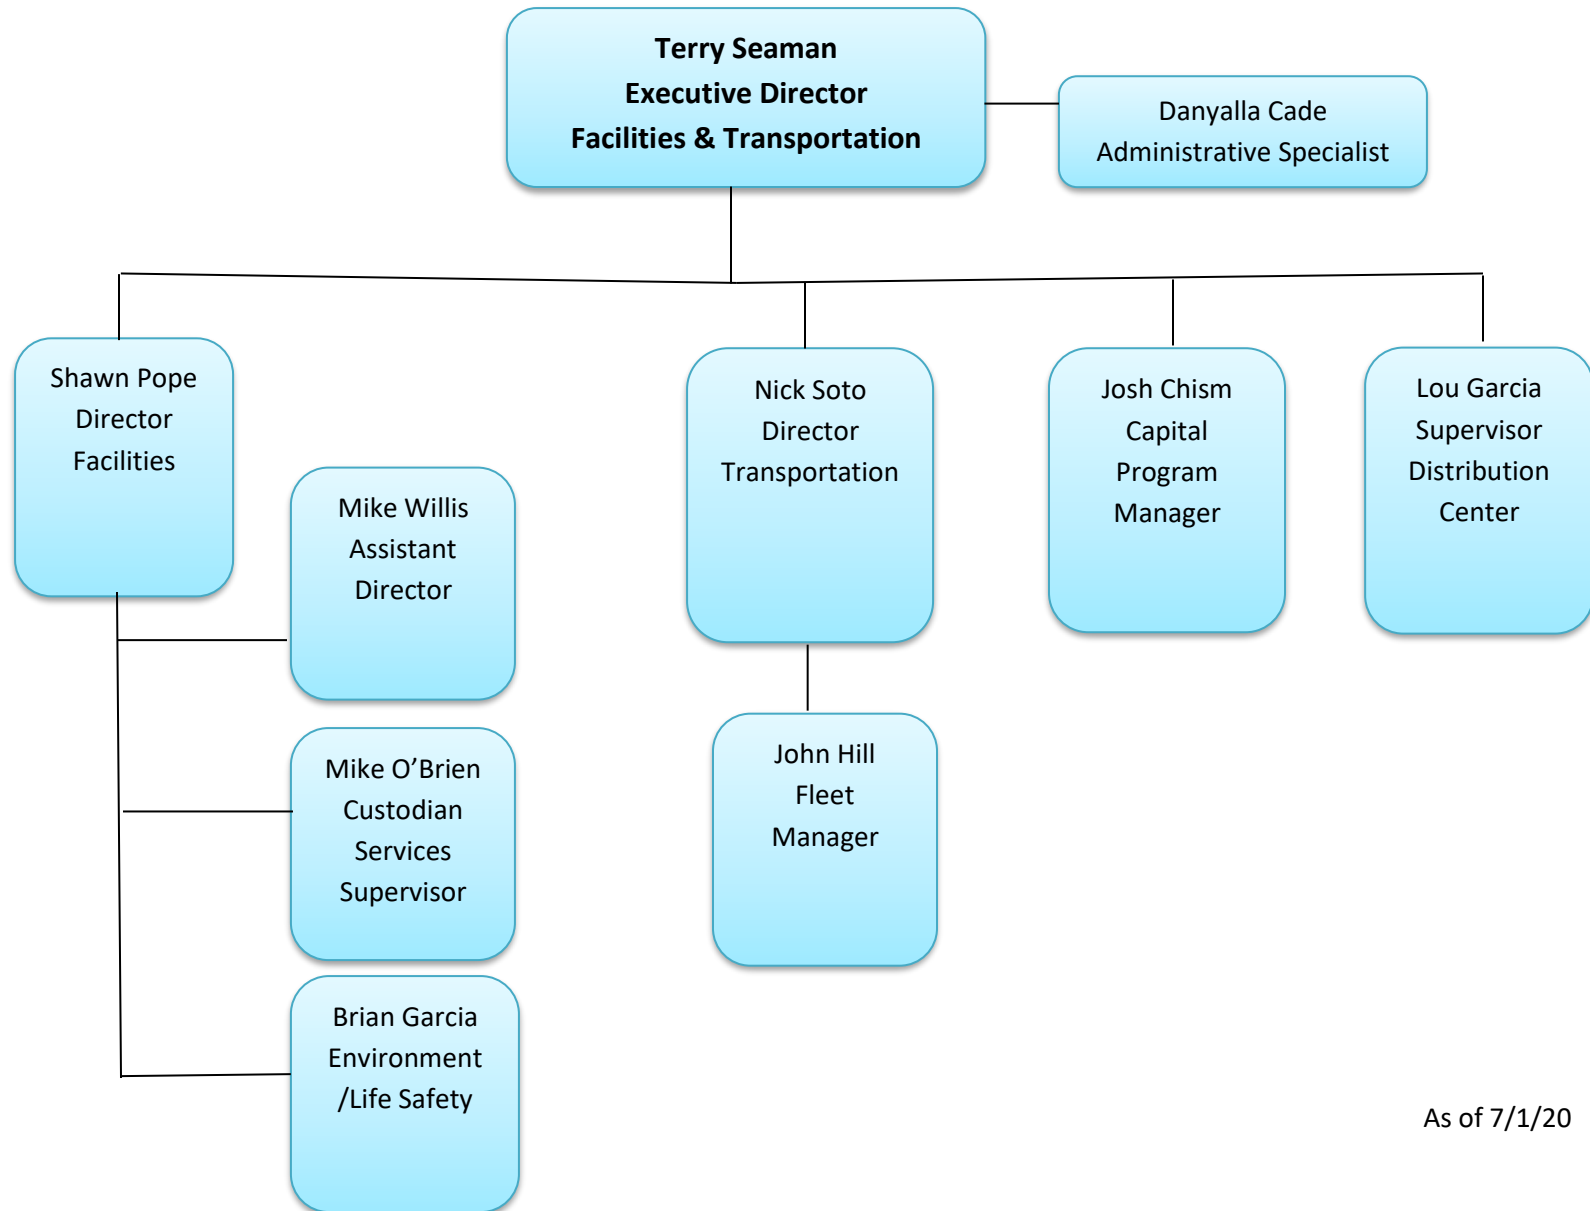 Terry Seaman
Executive Director
Facilities & Transportation
Danyalla Cade
Administrative Specialist
Shawn Pope
Director
Facilities
Nick Soto
Director
Transportation
Josh Chism
Capital
Program
Manager
Lou Garcia
Supervisor
Distribution
Center
Mike Willis
Assistant
Director
Mike O’Brien
Custodian
Services
Supervisor
John Hill
Fleet
Manager
Brian Garcia
Environment
/Life Safety
As of 7/1/20